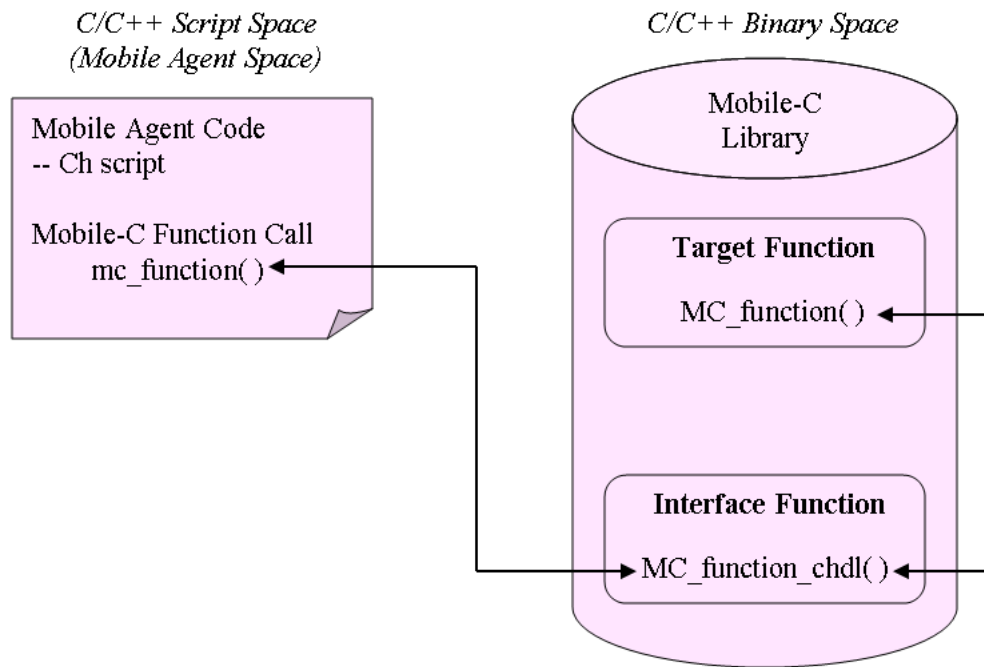 C/C++ Script Space
(Mobile Agent Space)
Mobile Agent Code
-- Ch script
Mobile-C Function Call
mc_function( )
C/C++ Binary Space
Mobile-C
Library
Target Function
MC_function( )
Interface Function
MC_function_chdl( )